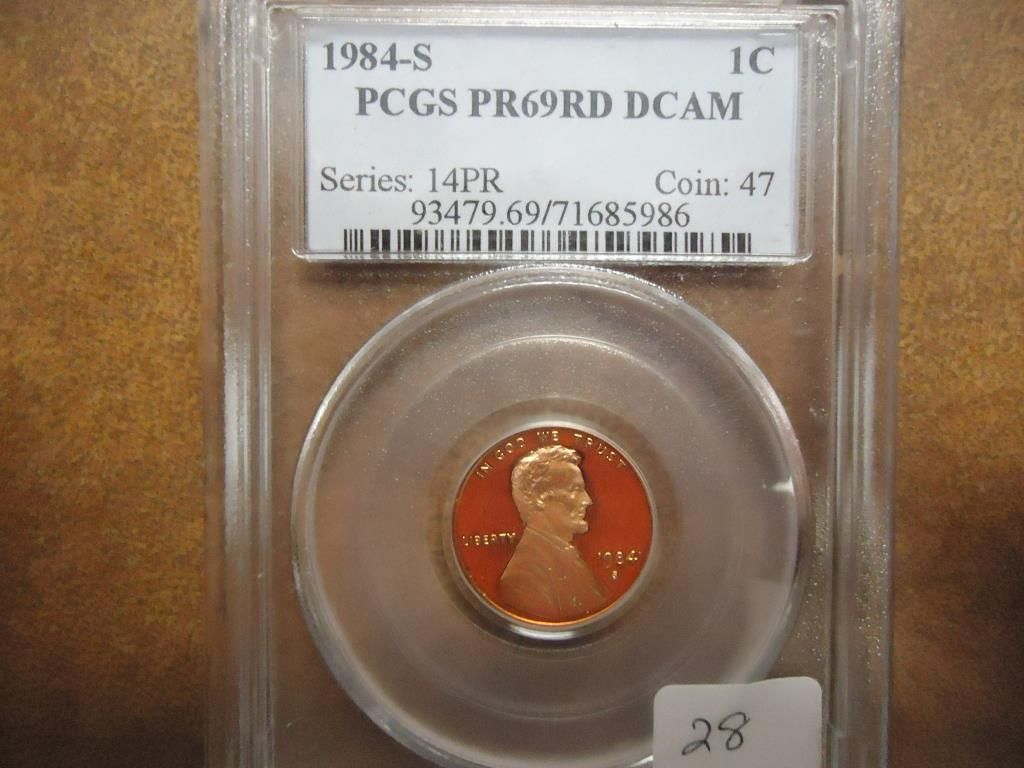 1984-S 1C
PCGS PR69RD DCAM
Series: 14PR Coin: 47
93479.69/71685986
IN GOD WE TRUST
LIBERTY
1984
S
28